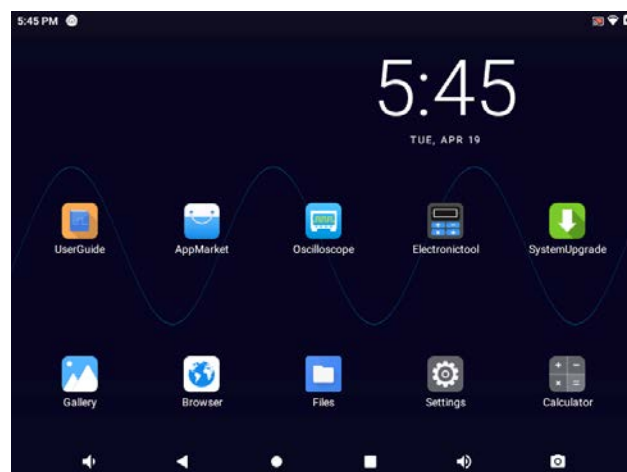 5:45 PM
5:45
TUE, APR 19
UserGuide AppMarket Oscilloscope Electronictool SystemUpgrade
Gallery Browser Files Settings Calculator